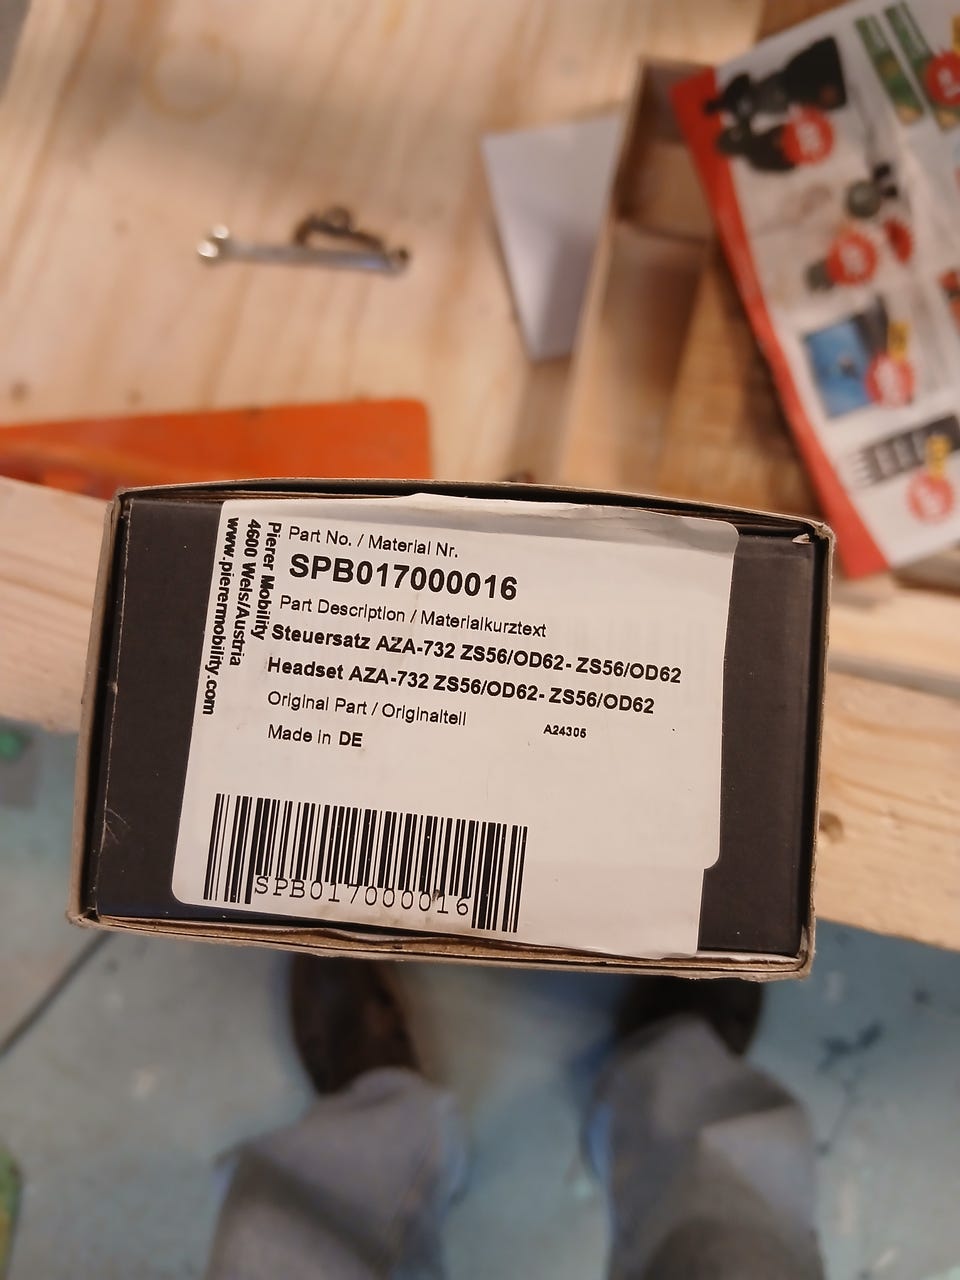 Part No. / Material Nr.
SPB017000016
Part Description / Materialkurztext
Steuersatz AZA-732 ZS56/OD62- ZS56/OD62
Headset AZA-732 ZS56/OD62- ZS56/OD62
Original Part / Originalteil
A24305
Made in DE
SPB017000016
Pierer Mobility
4600 Wels/Austria
www.pierermobility.com